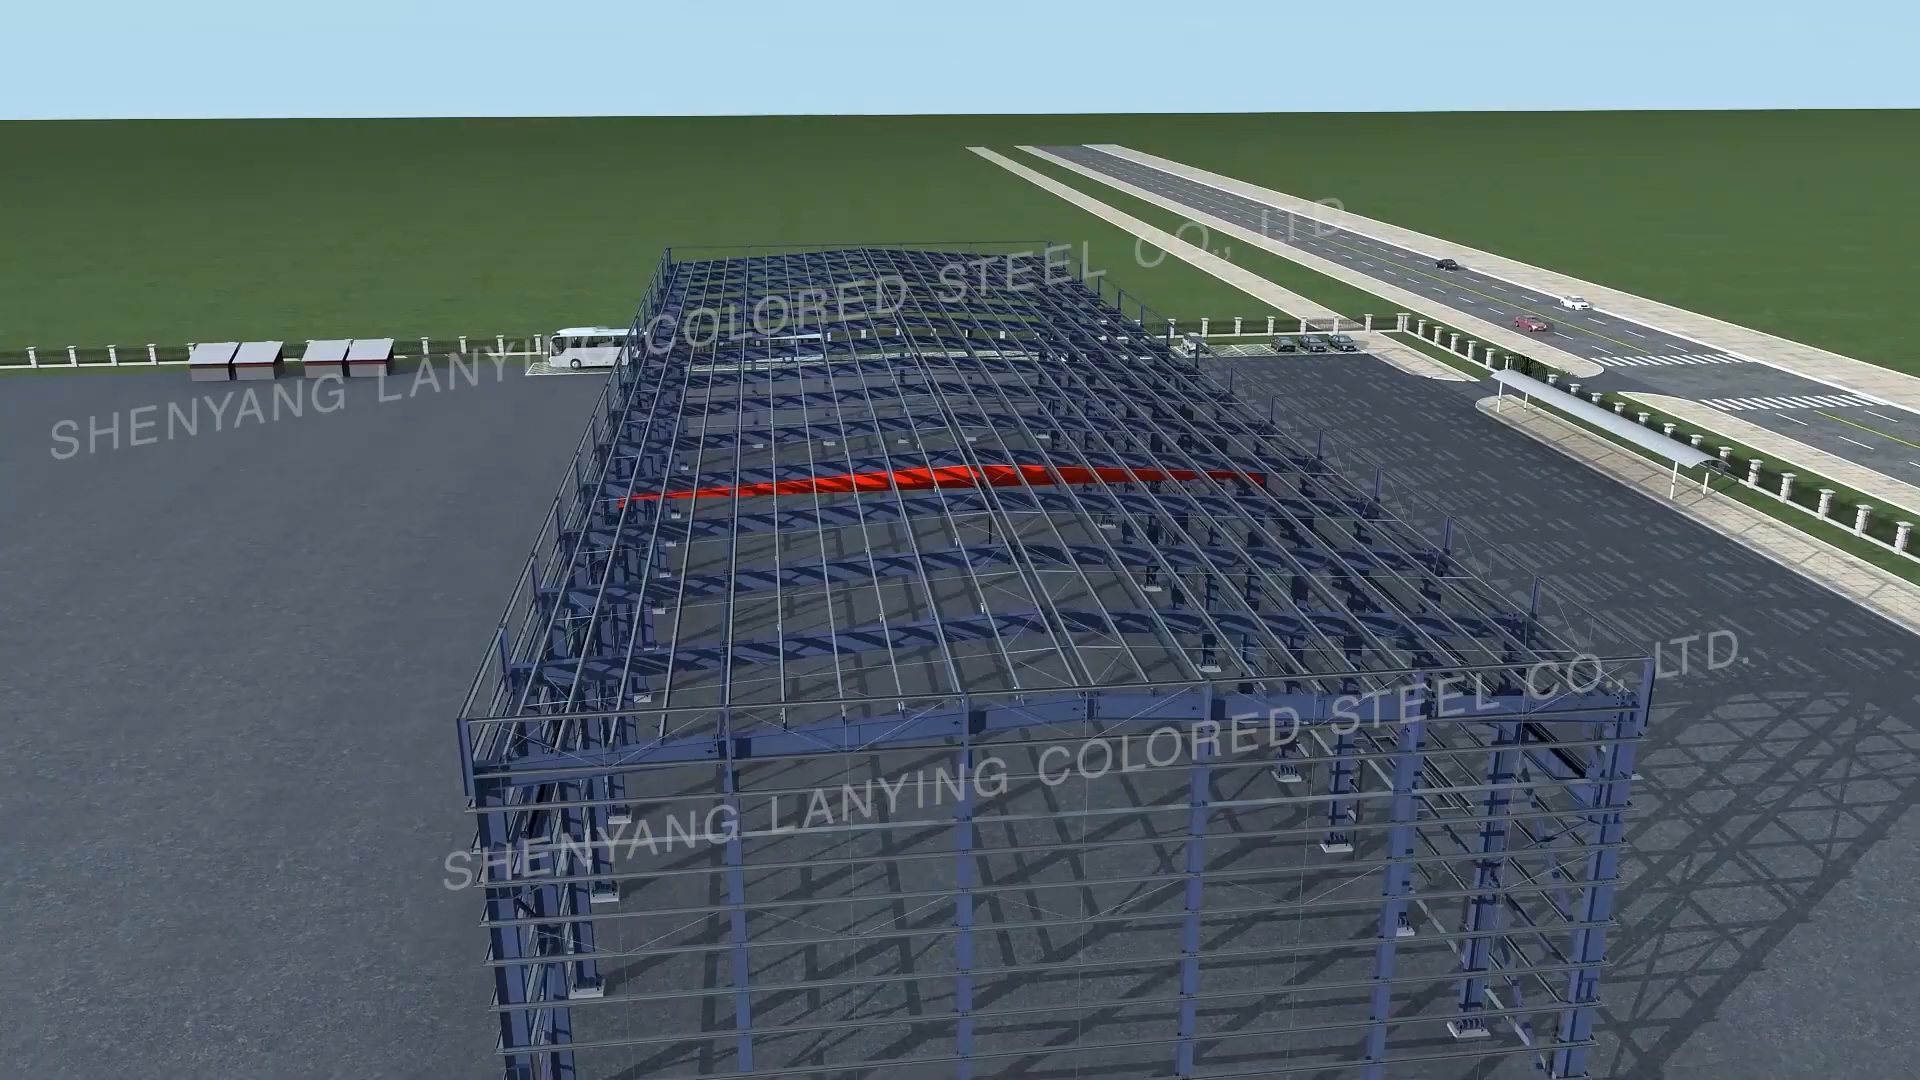 SHENYANG LANYING COLORED STEEL CO., LTD
SHENYANG LANYING COLORED STEEL CO., LTD.